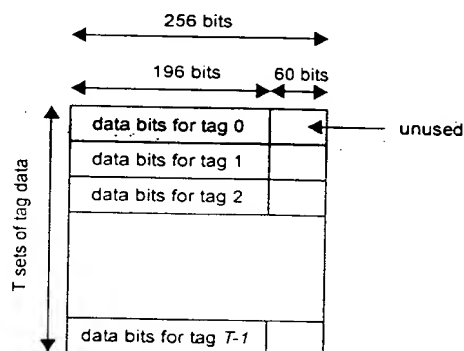 256 bits
196 bits
60 bits
data bits for tag 0
unused
data bits for tag 1
data bits for tag 2
T sets of tag data
data bits for tag T-1